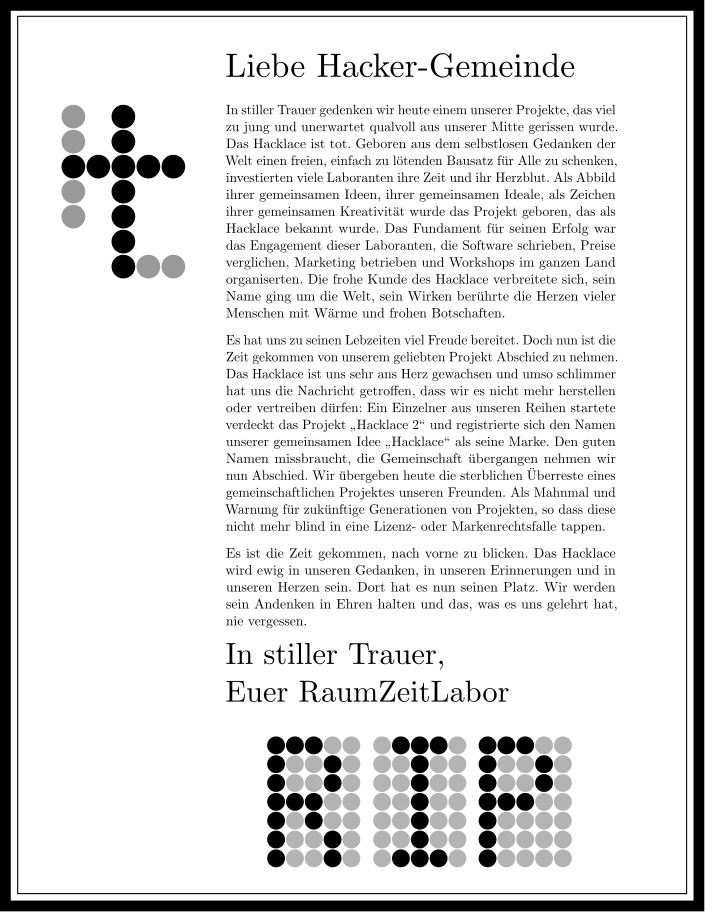 Liebe Hacker-Gemeinde
In stiller Trauer gedenken wir heute einem unserer Projekte, das viel
zu jung und unerwartet qualvoll aus unserer Mitte gerissen wurde.
Das Hacklace ist tot. Geboren aus dem selbstlosen Gedanken der
Welt einen freien, einfach zu lötenden Bausatz für Alle zu schenken,
investierten viele Laboranten ihre Zeit und ihr Herzblut. Als Abbild
ihrer gemeinsamen Ideen, ihrer gemeinsamen Ideale, als Zeichen
ihrer gemeinsamen Kreativität wurde das Projekt geboren, das als
Hacklace bekannt wurde. Das Fundament für seinen Erfolg war
das Engagement dieser Laboranten, die Software schrieben, Preise
verglichen, Marketing betrieben und Workshops im ganzen Land
organiserten. Die frohe Kunde des Hacklace verbreitete sich, sein
Name ging um die Welt, sein Wirken berührte die Herzen vieler
Menschen mit Wärme und frohen Botschaften.
Es hat uns zu seinen Lebzeiten viel Freude bereitet. Doch nun ist die
Zeit gekommen von unserem geliebten Projekt Abschied zu nehmen.
Das Hacklace ist uns sehr ans Herz gewachsen und umso schlimmer
hat uns die Nachricht getroffen, dass wir es nicht mehr herstellen
oder vertreiben dürfen: Ein Einzelner aus unseren Reihen startete
verdeckt das Projekt „Hacklace 2“ und registrierte sich den Namen
unserer gemeinsamen Idee „Hacklace“ als seine Marke. Den guten
Namen missbraucht, die Gemeinschaft übergangen nehmen wir
nun Abschied. Wir übergeben heute die sterblichen Überreste eines
gemeinschaftlichen Projektes unseren Freunden. Als Mahnmal und
Warnung für zukünftige Generationen von Projekten, so dass diese
nicht mehr blind in eine Lizenz- oder Markenrechtsfalle tappen.
Es ist die Zeit gekommen, nach vorne zu blicken. Das Hacklace
wird ewig in unseren Gedanken, in unseren Erinnerungen und in
unseren Herzen sein. Dort hat es nun seinen Platz. Wir werden
sein Andenken in Ehren halten und das, was es uns gelehrt hat,
nie vergessen.
In stiller Trauer,
Euer RaumZeitLabor
RIP